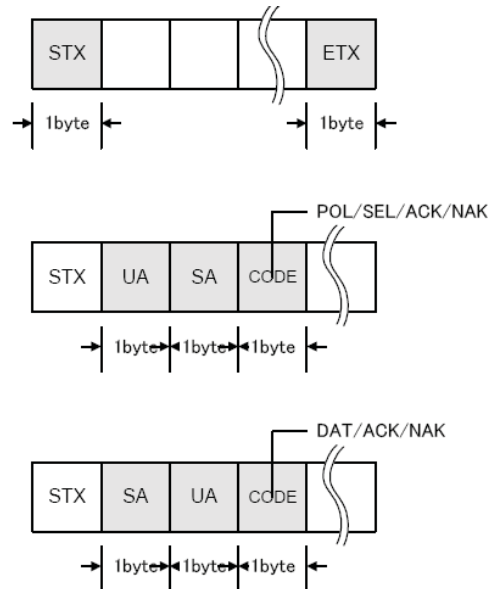 STX ETX
1byte 1byte
POL/SEL/ACK/NAK
STX UA SA CODE
1byte 1byte 1byte
DAT/ACK/NAK
STX SA UA CODE
1byte 1byte 1byte